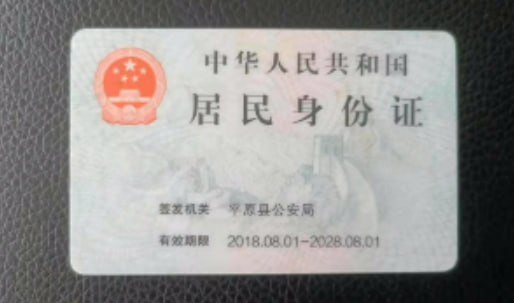 中华人民共和国
居民身份证
签发机关 平原县公安局
有效期限 2018.08.01-2028.08.01